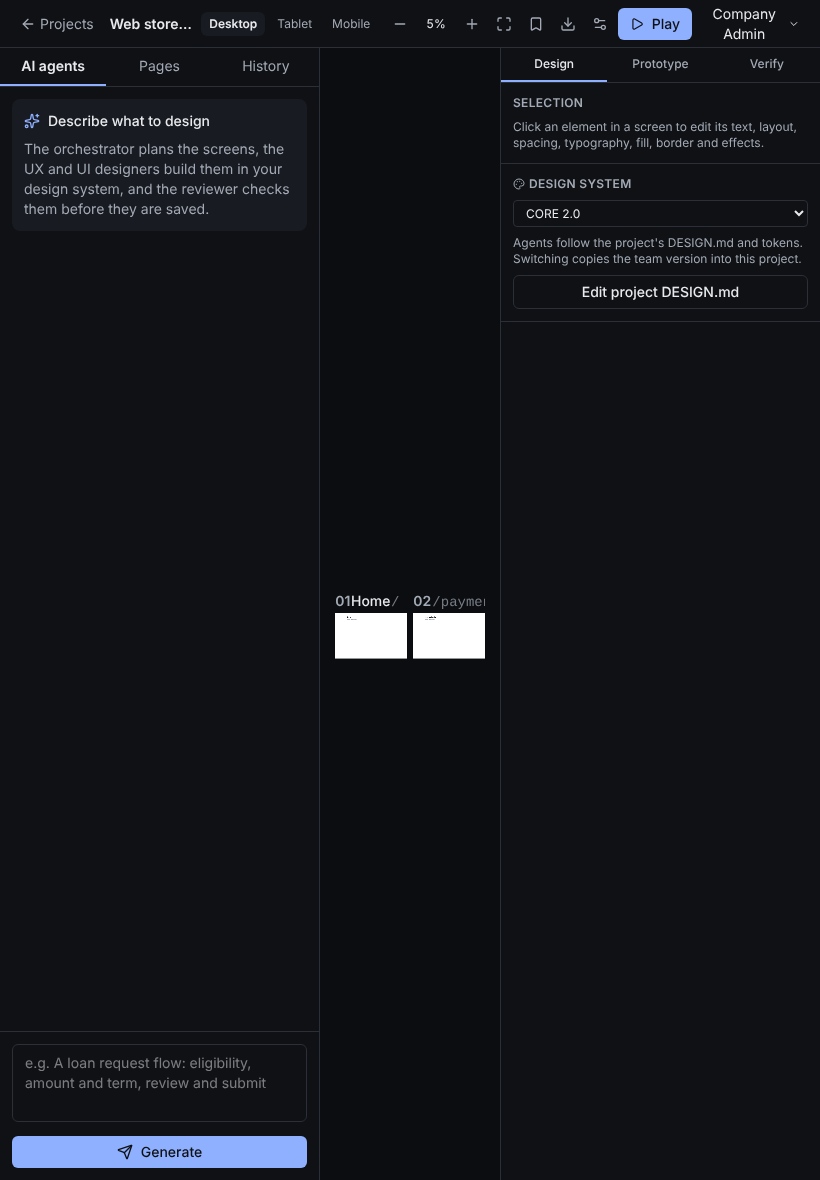 Projects
Web store...
Desktop
Tablet
Mobile
5%
Play
Company
Admin
AI agents
Pages
History
Describe what to design
The orchestrator plans the screens, the
UX and UI designers build them in your
design system, and the reviewer checks
them before they are saved.
e.g. A loan request flow: eligibility,
amount and term, review and submit
Generate
01Home/
02/paymen
Design
Prototype
Verify
SELECTION
Click an element in a screen to edit its text, layout,
spacing, typography, fill, border and effects.
DESIGN SYSTEM
CORE 2.0
Agents follow the project's DESIGN.md and tokens.
Switching copies the team version into this project.
Edit project DESIGN.md